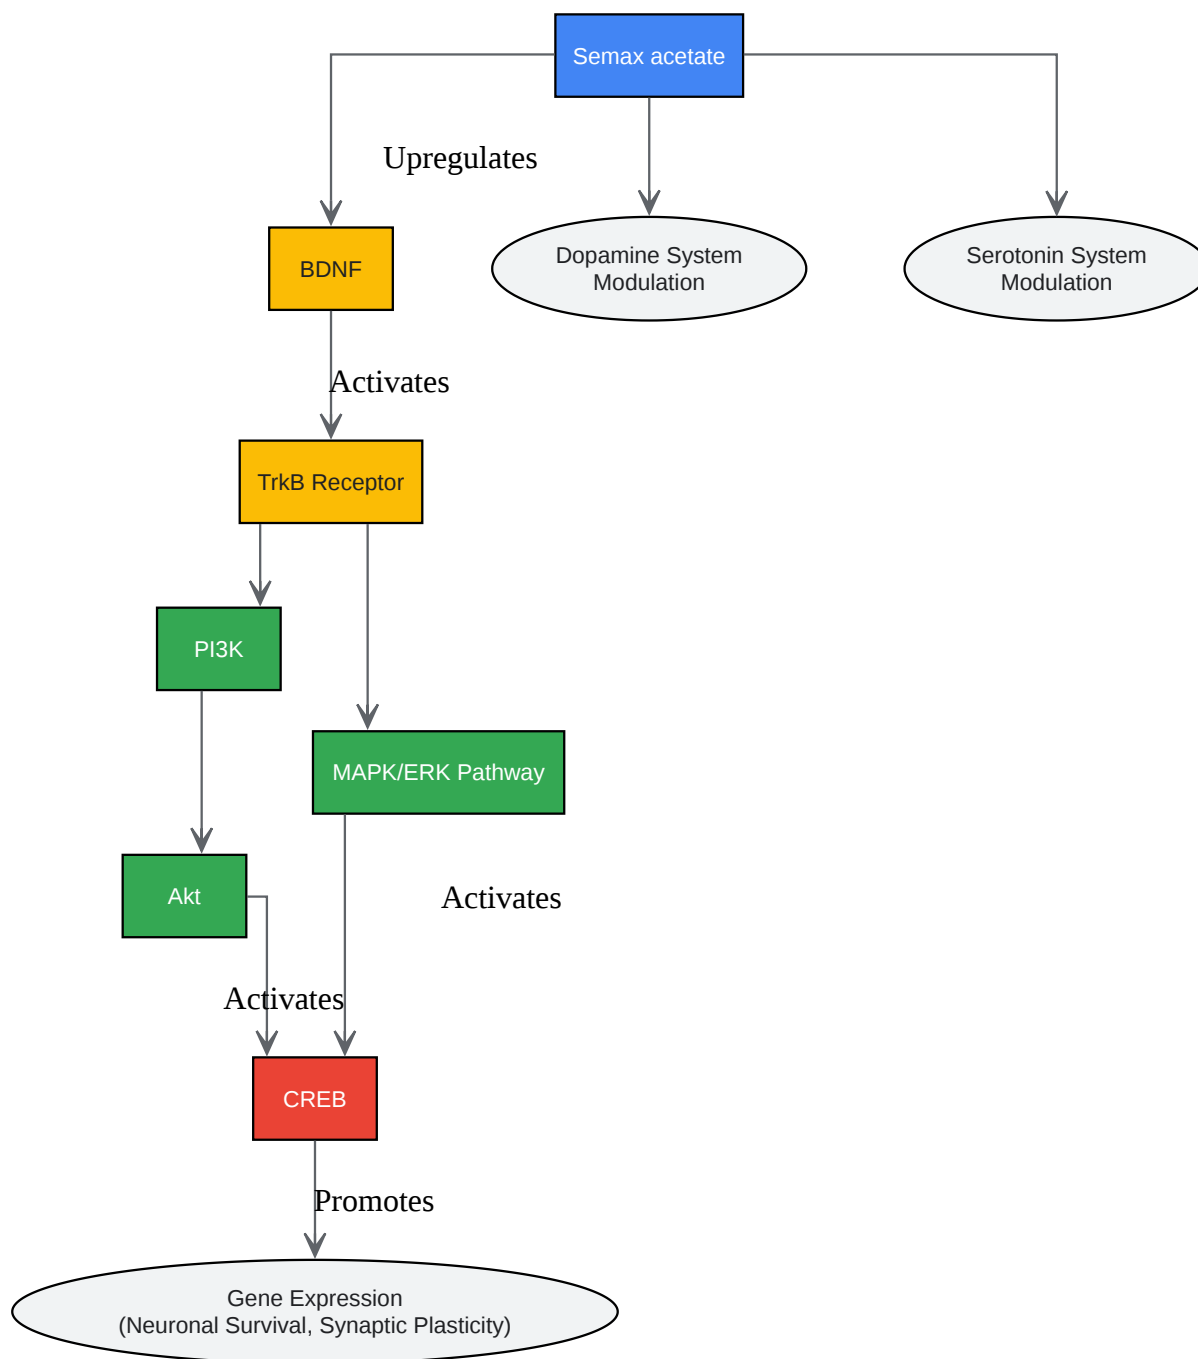 Semax acetate
Upregulates
BDNF
Dopamine System
Modulation
Serotonin System
Modulation
Activates
TrkB Receptor
PI3K
MAPK/ERK Pathway
Akt
Activates
Activates
CREB
Promotes
Gene Expression
(Neuronal Survival, Synaptic Plasticity)